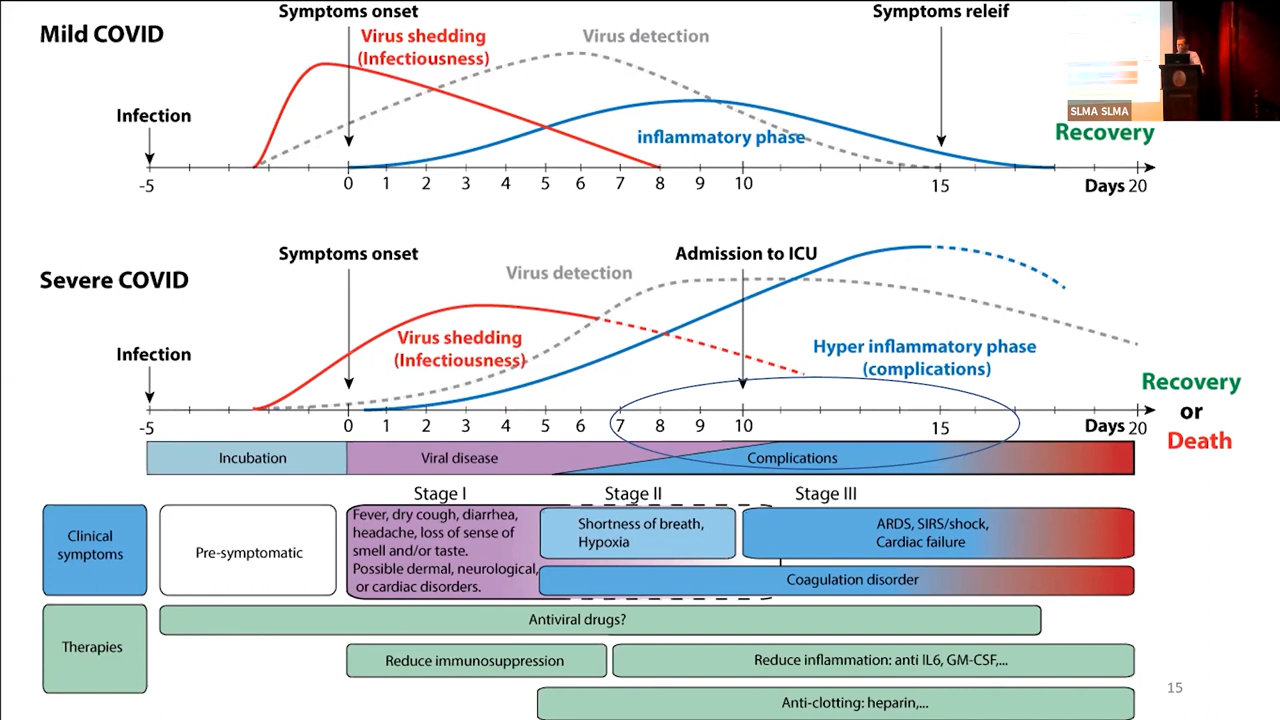 Mild COVID
Symptoms onset
Symptoms releif
Virus shedding
(Infectiousness)
Virus detection
Infection
inflammatory phase
SLMA SLMA
Recovery
-5 0 1 2 3 4 5 6 7 8 9 10 15 Days 20
Severe COVID
Symptoms onset
Admission to ICU
Virus detection
Virus shedding
(Infectiousness)
Infection
Hyper inflammatory phase
(complications)
Recovery
or
Death
-5 0 1 2 3 4 5 6 7 8 9 10 15 Days 20
Incubation
Viral disease
Complications
Stage I
Stage II
Stage III
Clinical
symptoms
Pre-symptomatic
Fever, dry cough, diarrhea,
headache, loss of sense of
smell and/or taste.
Possible dermal, neurological,
or cardiac disorders.
Shortness of breath,
Hypoxia
ARDS, SIRS/shock,
Cardiac failure
Coagulation disorder
Therapies
Antiviral drugs?
Reduce immunosuppression
Reduce inflammation: anti IL6, GM-CSF,...
Anti-clotting: heparin,...
15